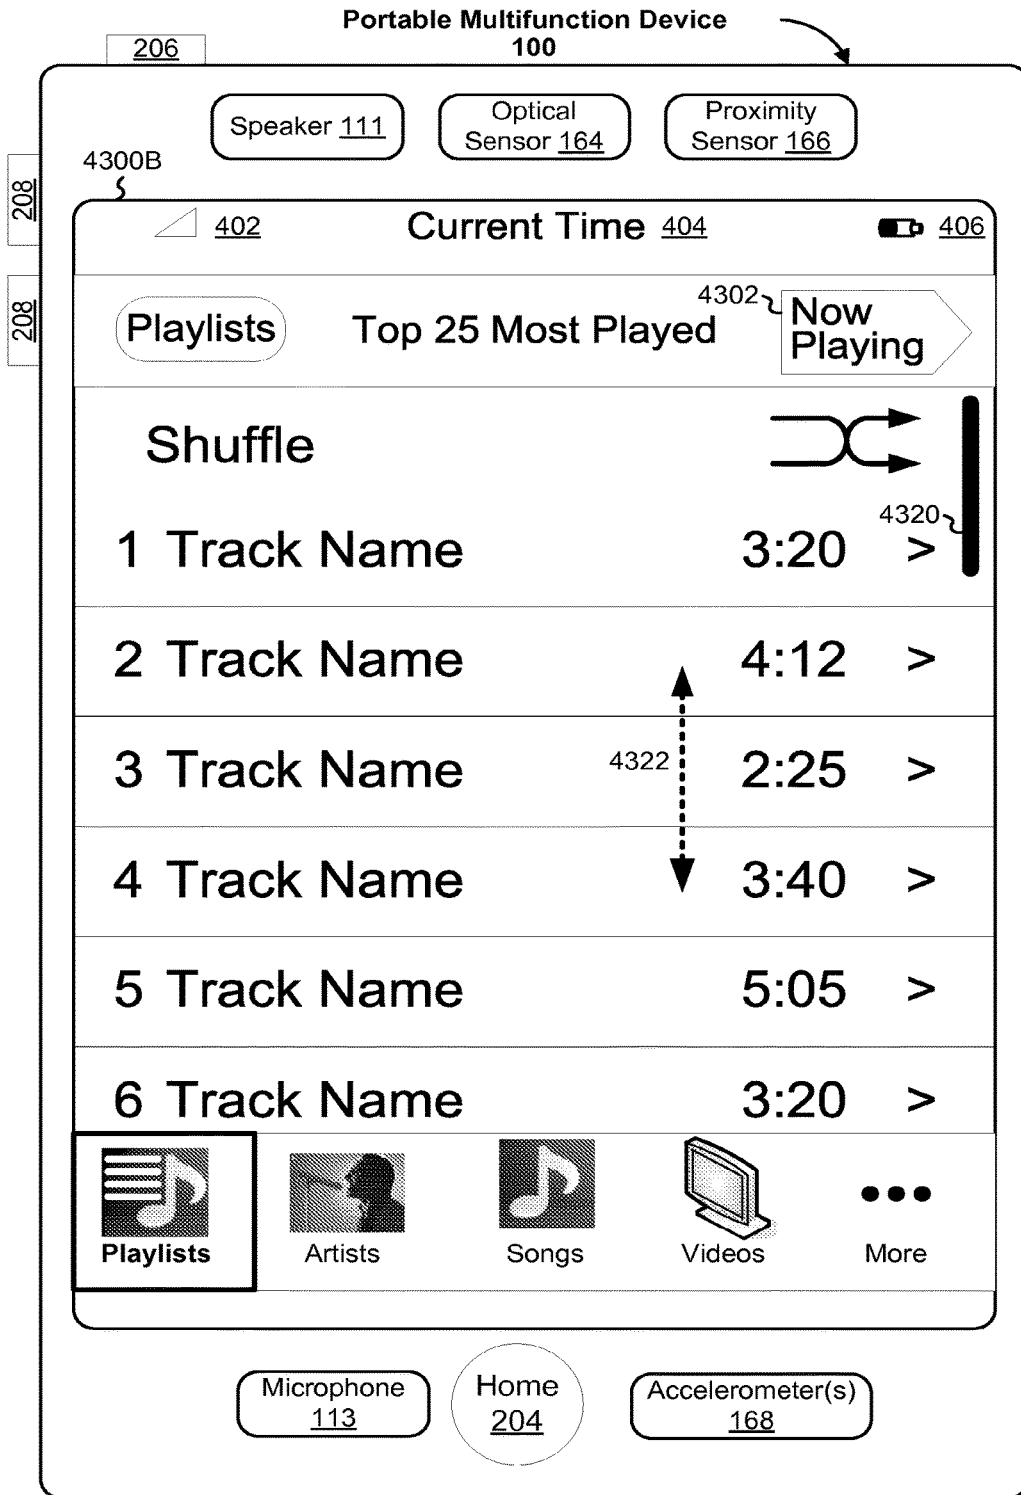 Portable Multifunction Device
100
206
Speaker 111
Optical
Sensor 164
Proximity
Sensor 166
4300B
208
402
Current Time 404
406
208
Playlists
Top 25 Most Played
4302
Now
Playing
Shuffle
4320
1 Track Name 3:20 >
2 Track Name 4:12 >
3 Track Name 2:25 >
4322
4 Track Name 3:40 >
5 Track Name 5:05 >
6 Track Name 3:20 >
Playlists
Artists
Songs
Videos
More
Microphone
113
Home
204
Accelerometer(s)
168